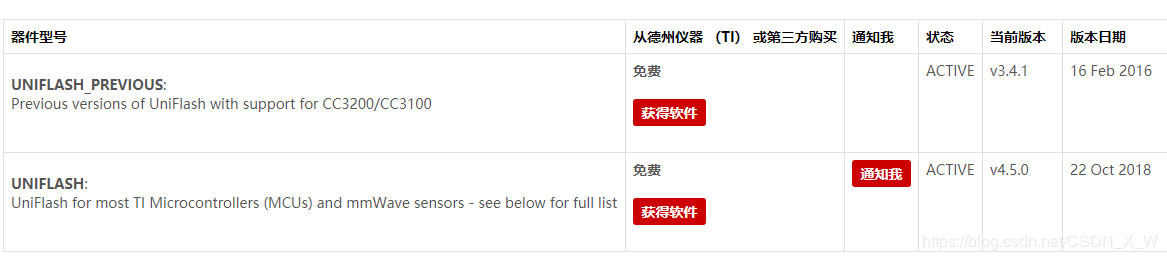 器件型号 从德州仪器 （TI） 或第三方购买 通知我 状态 当前版本 版本日期
UNIFLASH_PREVIOUS:
Previous versions of UniFlash with support for CC3200/CC3100
免费
获得软件
ACTIVE v3.4.1 16 Feb 2016
UNIFLASH:
UniFlash for most TI Microcontrollers (MCUs) and mmWave sensors - see below for full list
免费
获得软件
通知我
ACTIVE v4.5.0 22 Oct 2018
https://blog.csdn.net/CSDN_X_W